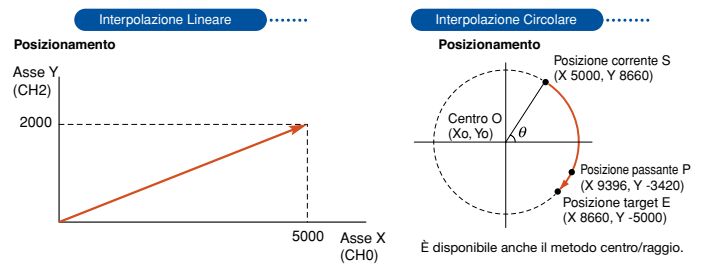 Interpolazione Lineare
Posizionamento
Asse Y
(CH2)
2000
5000
Asse X
(CH0)
Interpolazione Circolare
Posizionamento
Posizione corrente S
(X 5000, Y 8660)
Centro O
(Xo, Yo)
θ
Posizione passante P
(X 9396, Y -3420)
Posizione target E
(X 8660, Y -5000)
È disponibile anche il metodo centro/raggio.